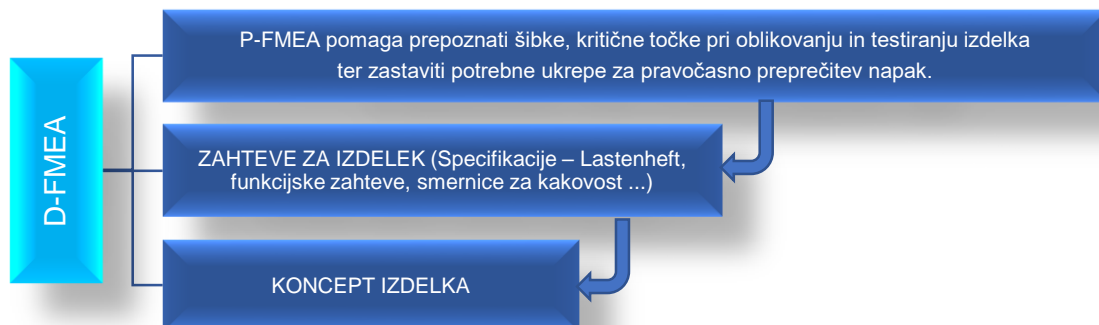 D-FMEA
P-FMEA pomaga prepoznati šibke, kritične točke pri oblikovanju in testiranju izdelka
ter zastaviti potrebne ukrepe za pravočasno preprečitev napak.
ZAHTEVE ZA IZDELEK (Specifikacije – Lastenheft,
funkcijske zahteve, smernice za kakovost ...)
KONCEPT IZDELKA